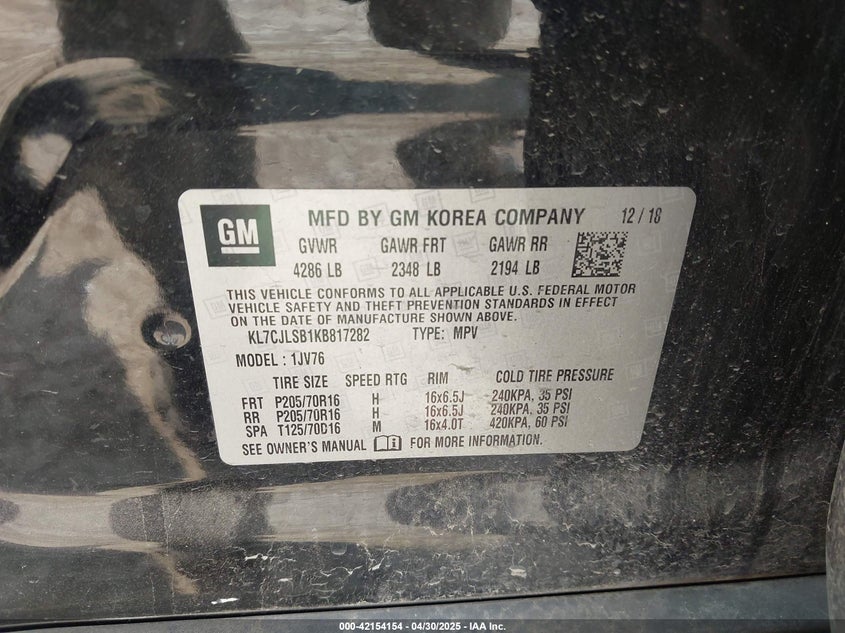 GM MFD BY GM KOREA COMPANY 12/18
GVWR GAWR FRT GAWR RR
4286 LB 2348 LB 2194 LB
THIS VEHICLE CONFORMS TO ALL APPLICABLE U.S. FEDERAL MOTOR
VEHICLE SAFETY AND THEFT PREVENTION STANDARDS IN EFFECT
ON THE DATE OF MANUFACTURE SHOWN ABOVE.
KL7CJLSB1KB817282 TYPE: MPV
MODEL: 1JV76
TIRE SIZE SPEED RTG RIM COLD TIRE PRESSURE
FRT P205/70R16 H 16x6.5J 240KPA, 35 PSI
RR P205/70R16 H 16x6.5J 240KPA, 35 PSI
SPA T125/70D16 M 16x4.0T 420KPA, 60 PSI
SEE OWNER'S MANUAL FOR MORE INFORMATION.
000-42154154 - 04/30/2025 - IAA Inc.